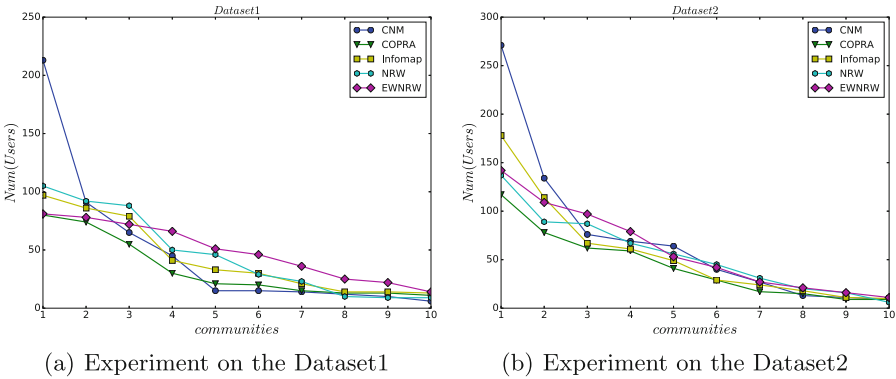 Dataset1
250
200
150
100
50
0
Num(Users)
1 2 3 4 5 6 7 8 9 10
communities
CNM
COPRA
Infomap
NRW
EWNRW
(a) Experiment on the Dataset1
Dataset2
300
250
200
150
100
50
0
Num(Users)
1 2 3 4 5 6 7 8 9 10
communities
CNM
COPRA
Infomap
NRW
EWNRW
(b) Experiment on the Dataset2